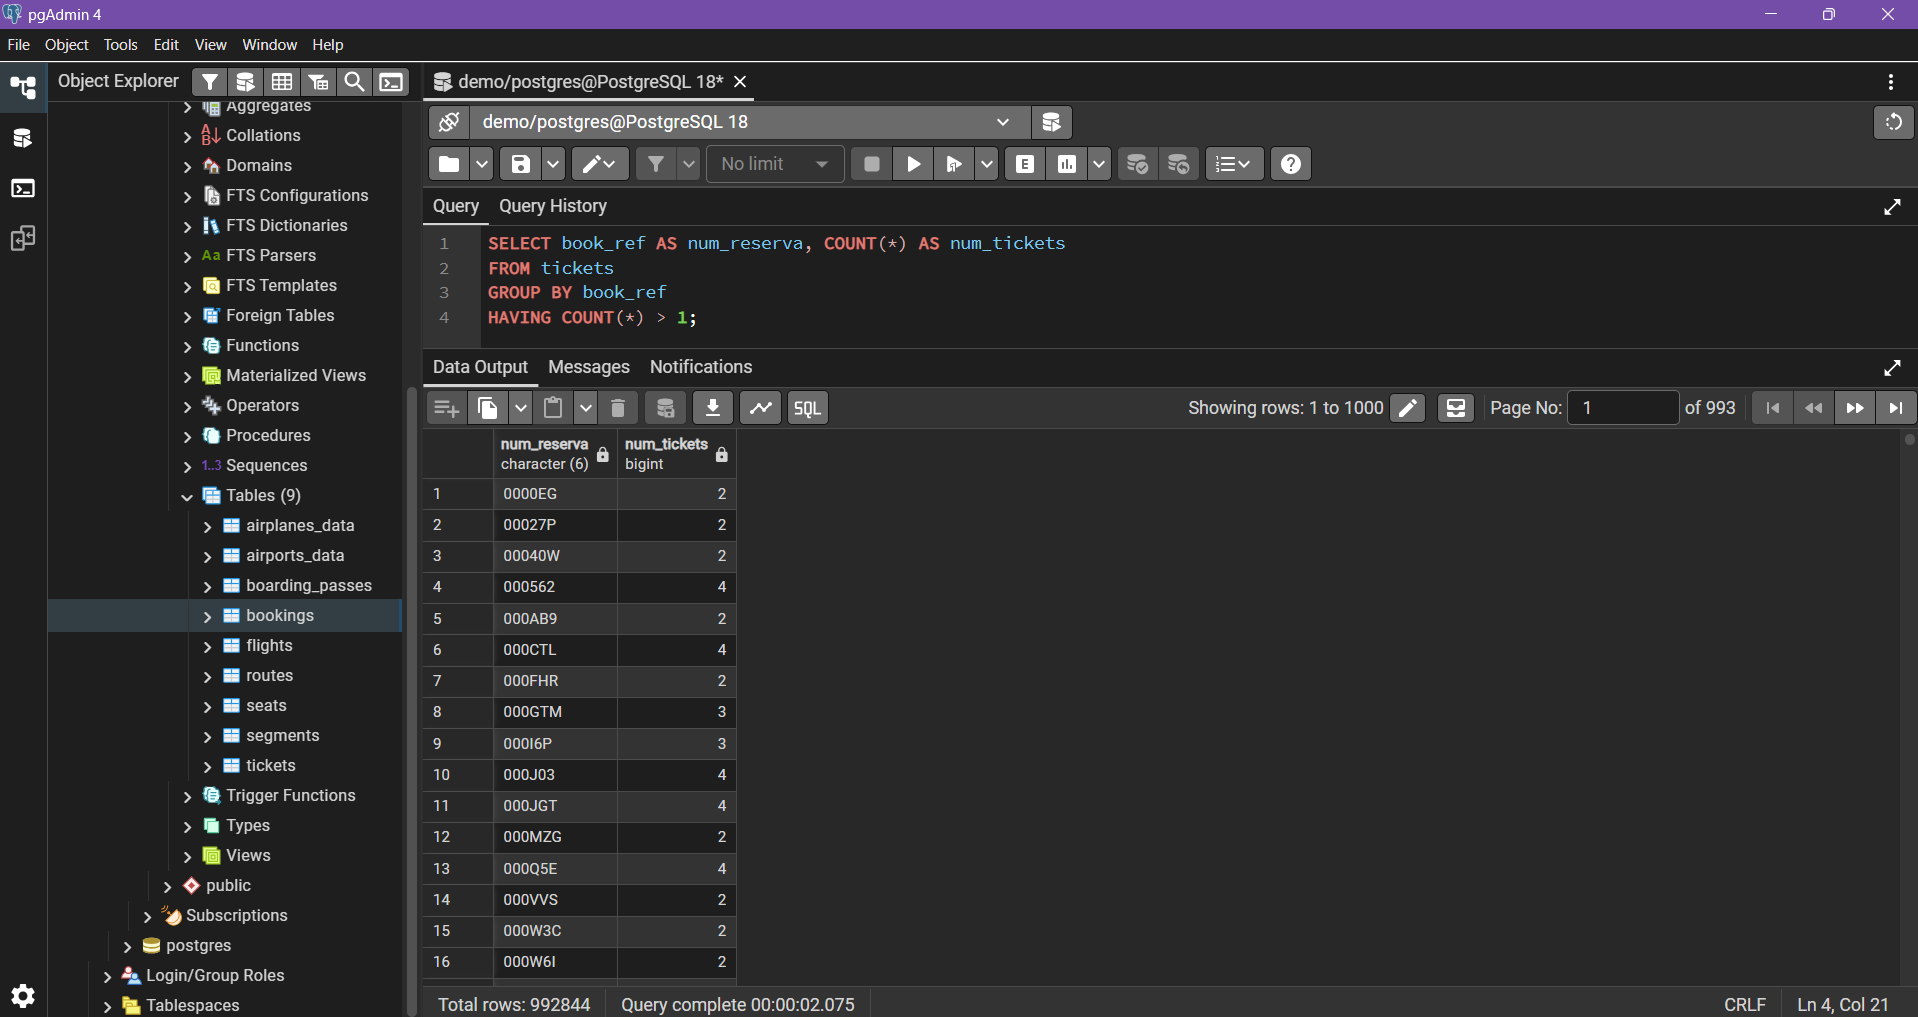 pgAdmin 4
File Object Tools Edit View Window Help
Object Explorer
demo/postgres@PostgreSQL 18*
demo/postgres@PostgreSQL 18
No limit
Query Query History
1 SELECT book_ref AS num_reserva, COUNT(*) AS num_tickets
2 FROM tickets
3 GROUP BY book_ref
4 HAVING COUNT(*) > 1;
Data Output Messages Notifications
SQL
Showing rows: 1 to 1000
Page No: 1 of 993
num_reserva num_tickets
character (6) bigint
1 0000EG 2
2 00027P 2
3 00040W 2
4 000562 4
5 000AB9 2
6 000CTL 4
7 000FHR 2
8 000GTM 3
9 000I6P 3
10 000J03 4
11 000JGT 4
12 000MZG 2
13 000Q5E 4
14 000VVS 2
15 000W3C 2
16 000W6I 2
Aggregates
Collations
Domains
FTS Configurations
FTS Dictionaries
Aa FTS Parsers
FTS Templates
Foreign Tables
Functions
Materialized Views
Operators
Procedures
1..3 Sequences
Tables (9)
airplanes_data
airports_data
boarding_passes
bookings
flights
routes
seats
segments
tickets
Trigger Functions
Types
Views
public
Subscriptions
postgres
Login/Group Roles
Tablespaces
Total rows: 992844 Query complete 00:00:02.075
CRLF Ln 4, Col 21